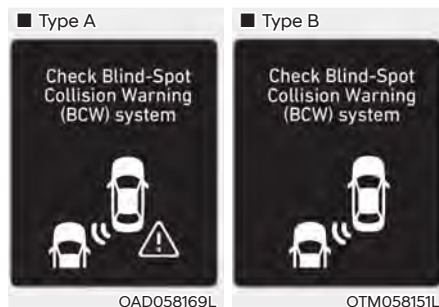 ■ Type A
Check Blind-Spot
Collision Warning
(BCW) system
OAD058169L
■ Type B
Check Blind-Spot
Collision Warning
(BCW) system
OTM058151L